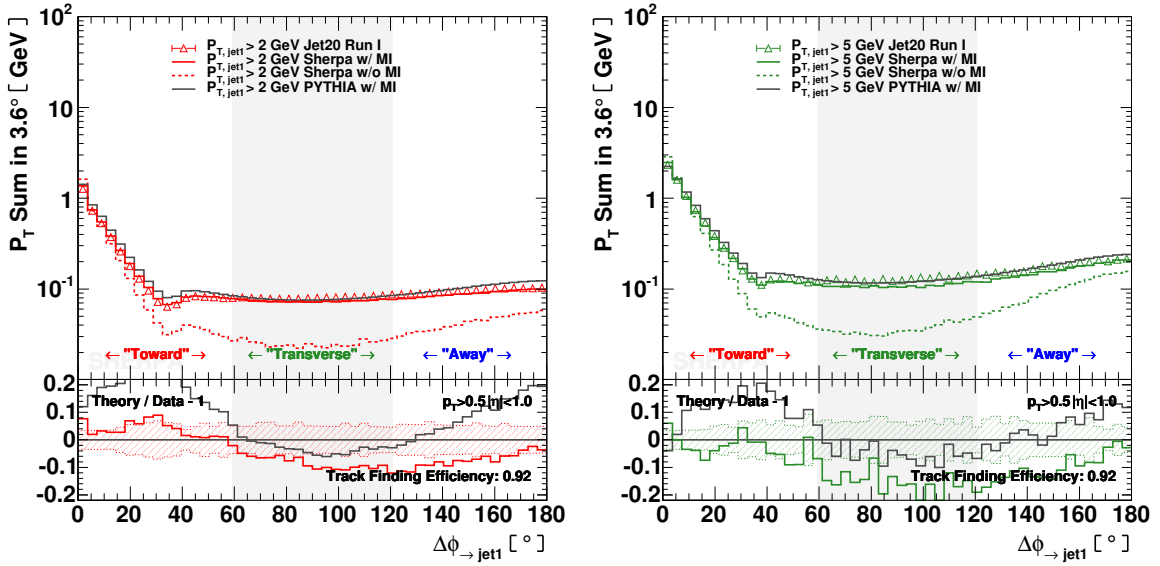 P_T Sum in 3.6° [ GeV ]
10²
10
1
10⁻¹
P_T, jet1 > 2 GeV Jet20 Run I
P_T, jet1 > 2 GeV Sherpa w/ MI
P_T, jet1 > 2 GeV Sherpa w/o MI
P_T, jet1 > 2 GeV PYTHIA w/ MI
SHERPA
← "Toward" → ← "Transverse" → ← "Away" →
0.2
0.1
0
-0.1
-0.2
Theory / Data - 1 p_T>0.5 |η|<1.0
Track Finding Efficiency: 0.92
0 20 40 60 80 100 120 140 160 180
Δϕ→ jet1 [ ° ]
P_T Sum in 3.6° [ GeV ]
10²
10
1
10⁻¹
P_T, jet1 > 5 GeV Jet20 Run I
P_T, jet1 > 5 GeV Sherpa w/ MI
P_T, jet1 > 5 GeV Sherpa w/o MI
P_T, jet1 > 5 GeV PYTHIA w/ MI
SHERPA
← "Toward" → ← "Transverse" → ← "Away" →
0.2
0.1
0
-0.1
-0.2
Theory / Data - 1 p_T>0.5 |η|<1.0
Track Finding Efficiency: 0.92
0 20 40 60 80 100 120 140 160 180
Δϕ→ jet1 [ ° ]